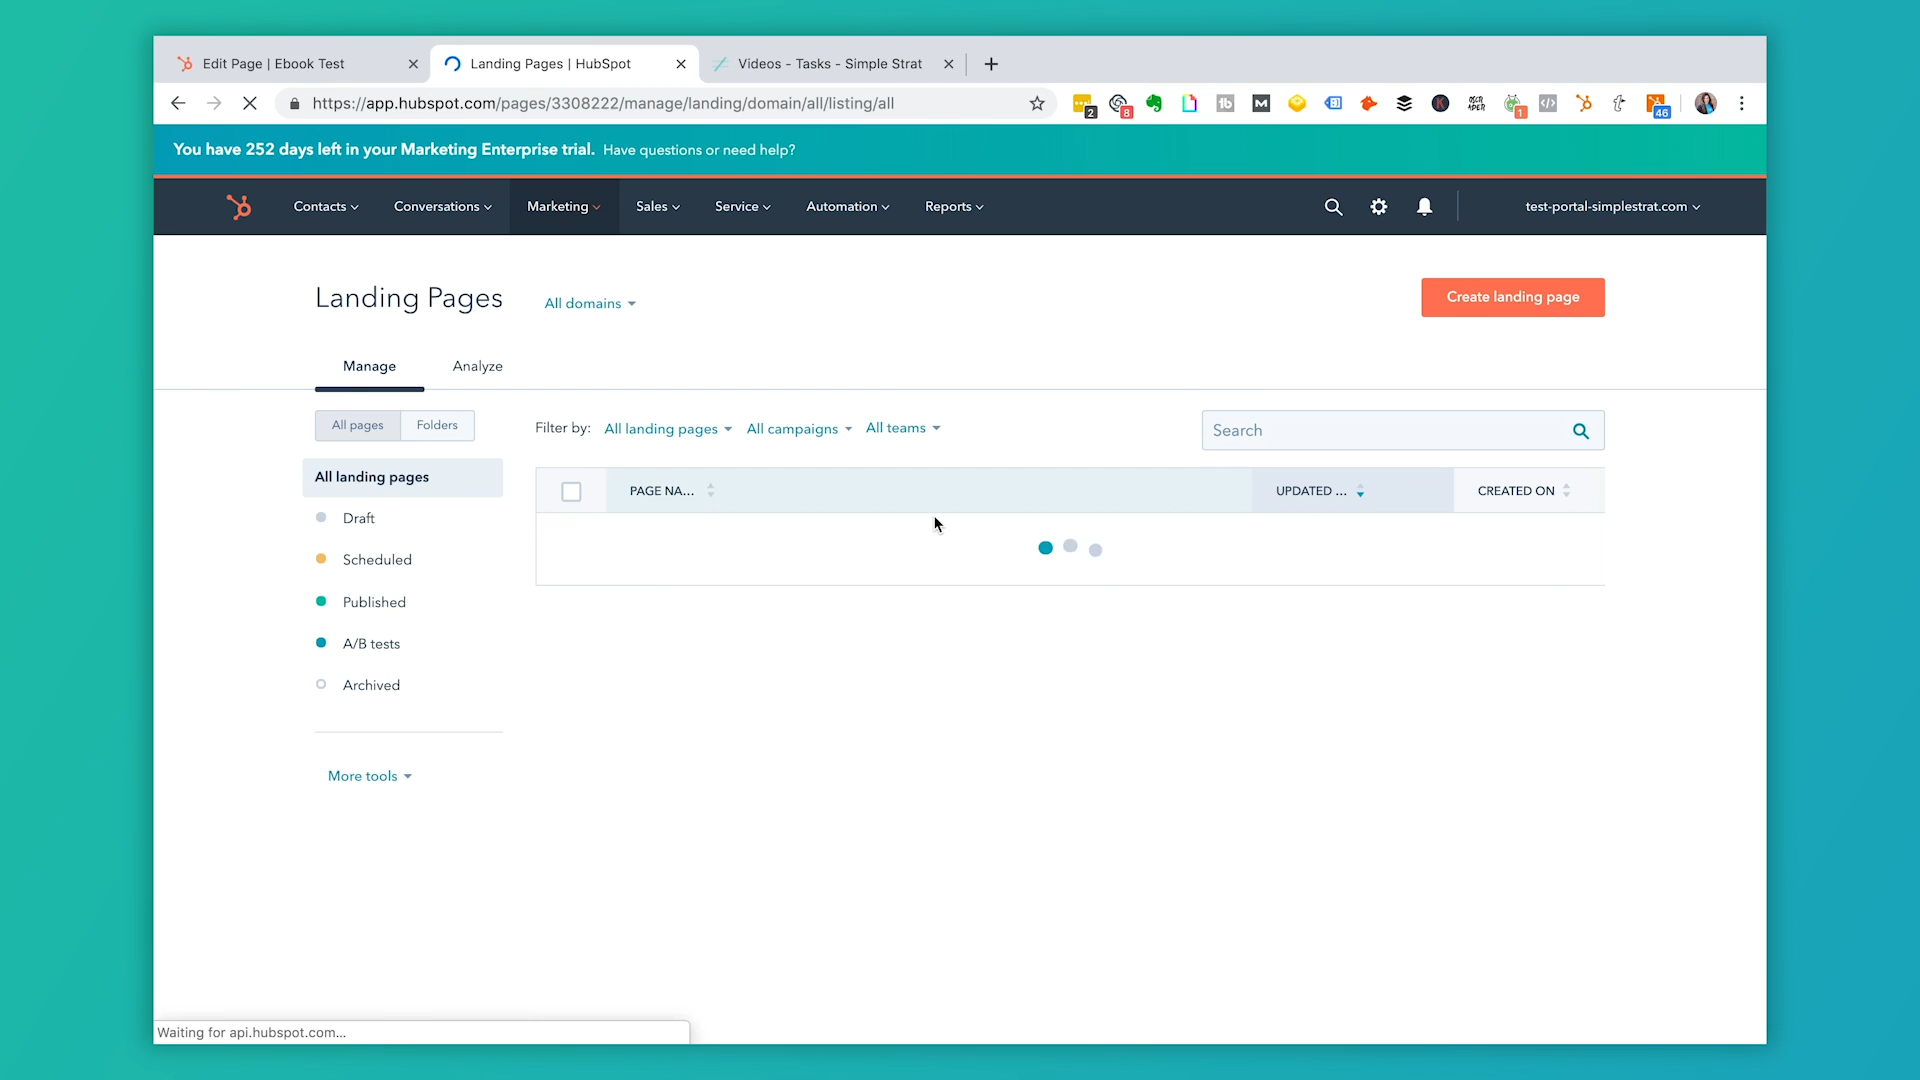 Edit Page | Ebook Test
Landing Pages | HubSpot
Videos - Tasks - Simple Strat
https://app.hubspot.com/pages/3308222/manage/landing/domain/all/listing/all
2
8
1
46
You have 252 days left in your Marketing Enterprise trial. Have questions or need help?
Contacts Conversations Marketing Sales Service Automation Reports test-portal-simplestrat.com
Landing Pages All domains Create landing page
Manage Analyze
All pages Folders Filter by: All landing pages All campaigns All teams Search
All landing pages
PAGE NA... UPDATED ... CREATED ON
Draft
Scheduled
Published
A/B tests
Archived
More tools
Waiting for api.hubspot.com...